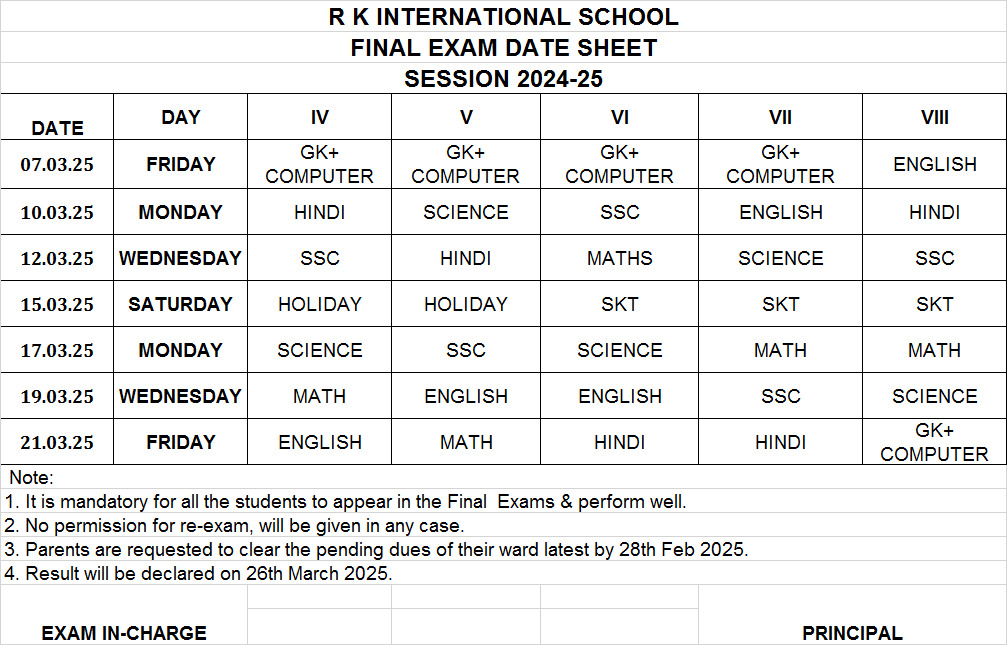 R K INTERNATIONAL SCHOOL
FINAL EXAM DATE SHEET
SESSION 2024-25
DATE DAY IV V VI VII VIII
07.03.25 FRIDAY GK+ COMPUTER GK+ COMPUTER GK+ COMPUTER GK+ COMPUTER ENGLISH
10.03.25 MONDAY HINDI SCIENCE SSC ENGLISH HINDI
12.03.25 WEDNESDAY SSC HINDI MATHS SCIENCE SSC
15.03.25 SATURDAY HOLIDAY HOLIDAY SKT SKT SKT
17.03.25 MONDAY SCIENCE SSC SCIENCE MATH MATH
19.03.25 WEDNESDAY MATH ENGLISH ENGLISH SSC SCIENCE
21.03.25 FRIDAY ENGLISH MATH HINDI HINDI GK+ COMPUTER
Note:
1. It is mandatory for all the students to appear in the Final  Exams & perform well.
2. No permission for re-exam, will be given in any case.
3. Parents are requested to clear the pending dues of their ward latest by 28th Feb 2025.
4. Result will be declared on 26th March 2025.
EXAM IN-CHARGE PRINCIPAL